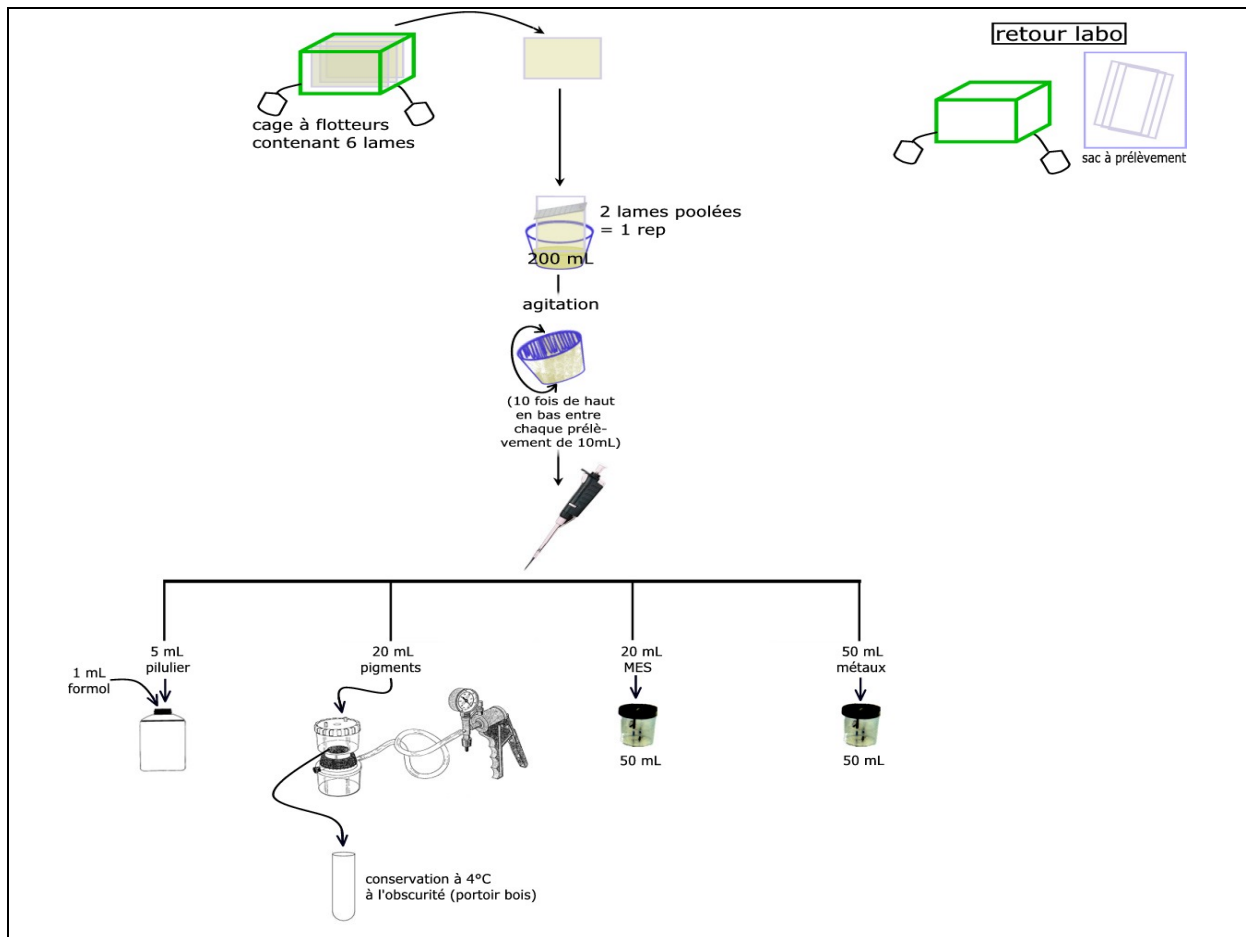 cage à flotteurs
contenant 6 lames
retour labo
sac à prélèvement
2 lames poolées
= 1 rep
200 mL
agitation
(10 fois de haut
en bas entre
chaque prélè-
vement de 10mL)
1 mL
formol
5 mL
pilulier
20 mL
pigments
20 mL
MES
50 mL
métaux
50 mL
50 mL
conservation à 4°C
à l'obscurité (portoir bois)